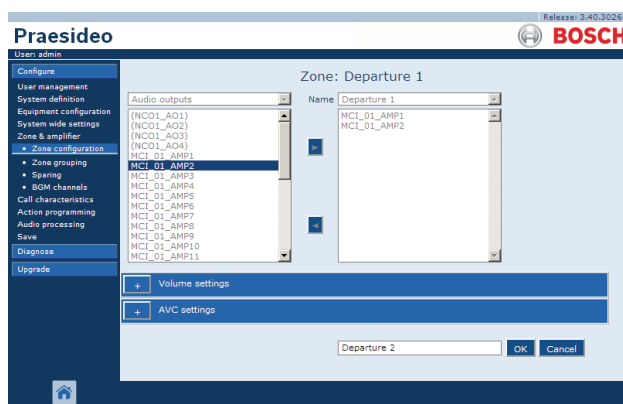 Release: 3.40.3026
Praesideo
BOSCH
User: admin
Configure
User management
System definition
Equipment configuration
System wide settings
Zone & amplifier
• Zone configuration
• Zone grouping
• Sparing
• BGM channels
Call characteristics
Action programming
Audio processing
Save
Diagnose
Upgrade
Zone: Departure 1
Audio outputs
(NCO1_AO1)
(NCO1_AO2)
(NCO1_AO3)
(NCO1_AO4)
MCI_01_AMP1
MCI_01_AMP2
MCI_01_AMP3
MCI_01_AMP4
MCI_01_AMP5
MCI_01_AMP6
MCI_01_AMP7
MCI_01_AMP8
MCI_01_AMP9
MCI_01_AMP10
MCI_01_AMP11
Name Departure 1
MCI_01_AMP1
MCI_01_AMP2
+ Volume settings
+ AVC settings
Departure 2 OK Cancel